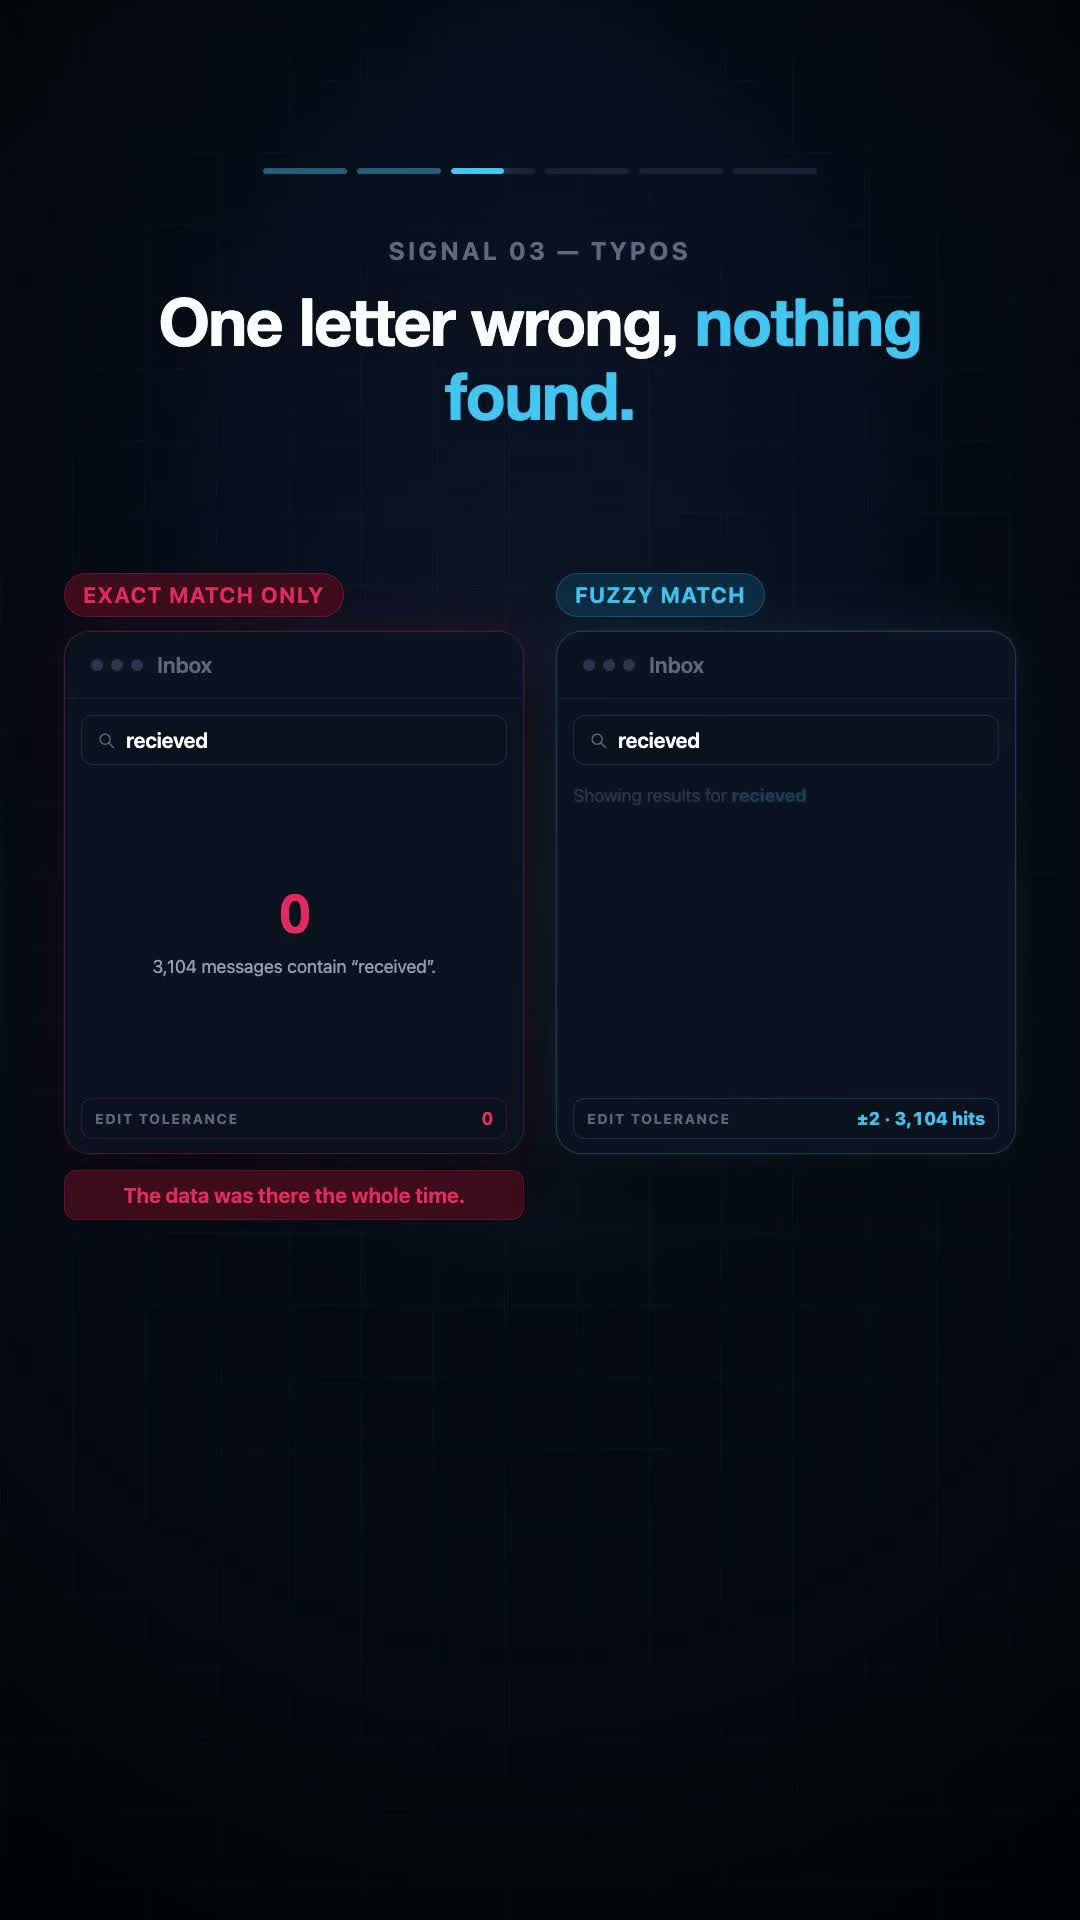 SIGNAL 03 — TYPOS
One letter wrong, nothing
found.
EXACT MATCH ONLY
Inbox
recieved
0
3,104 messages contain “received”.
EDIT TOLERANCE 0
The data was there the whole time.
FUZZY MATCH
Inbox
recieved
Showing results for recieved
EDIT TOLERANCE ±2 · 3,104 hits